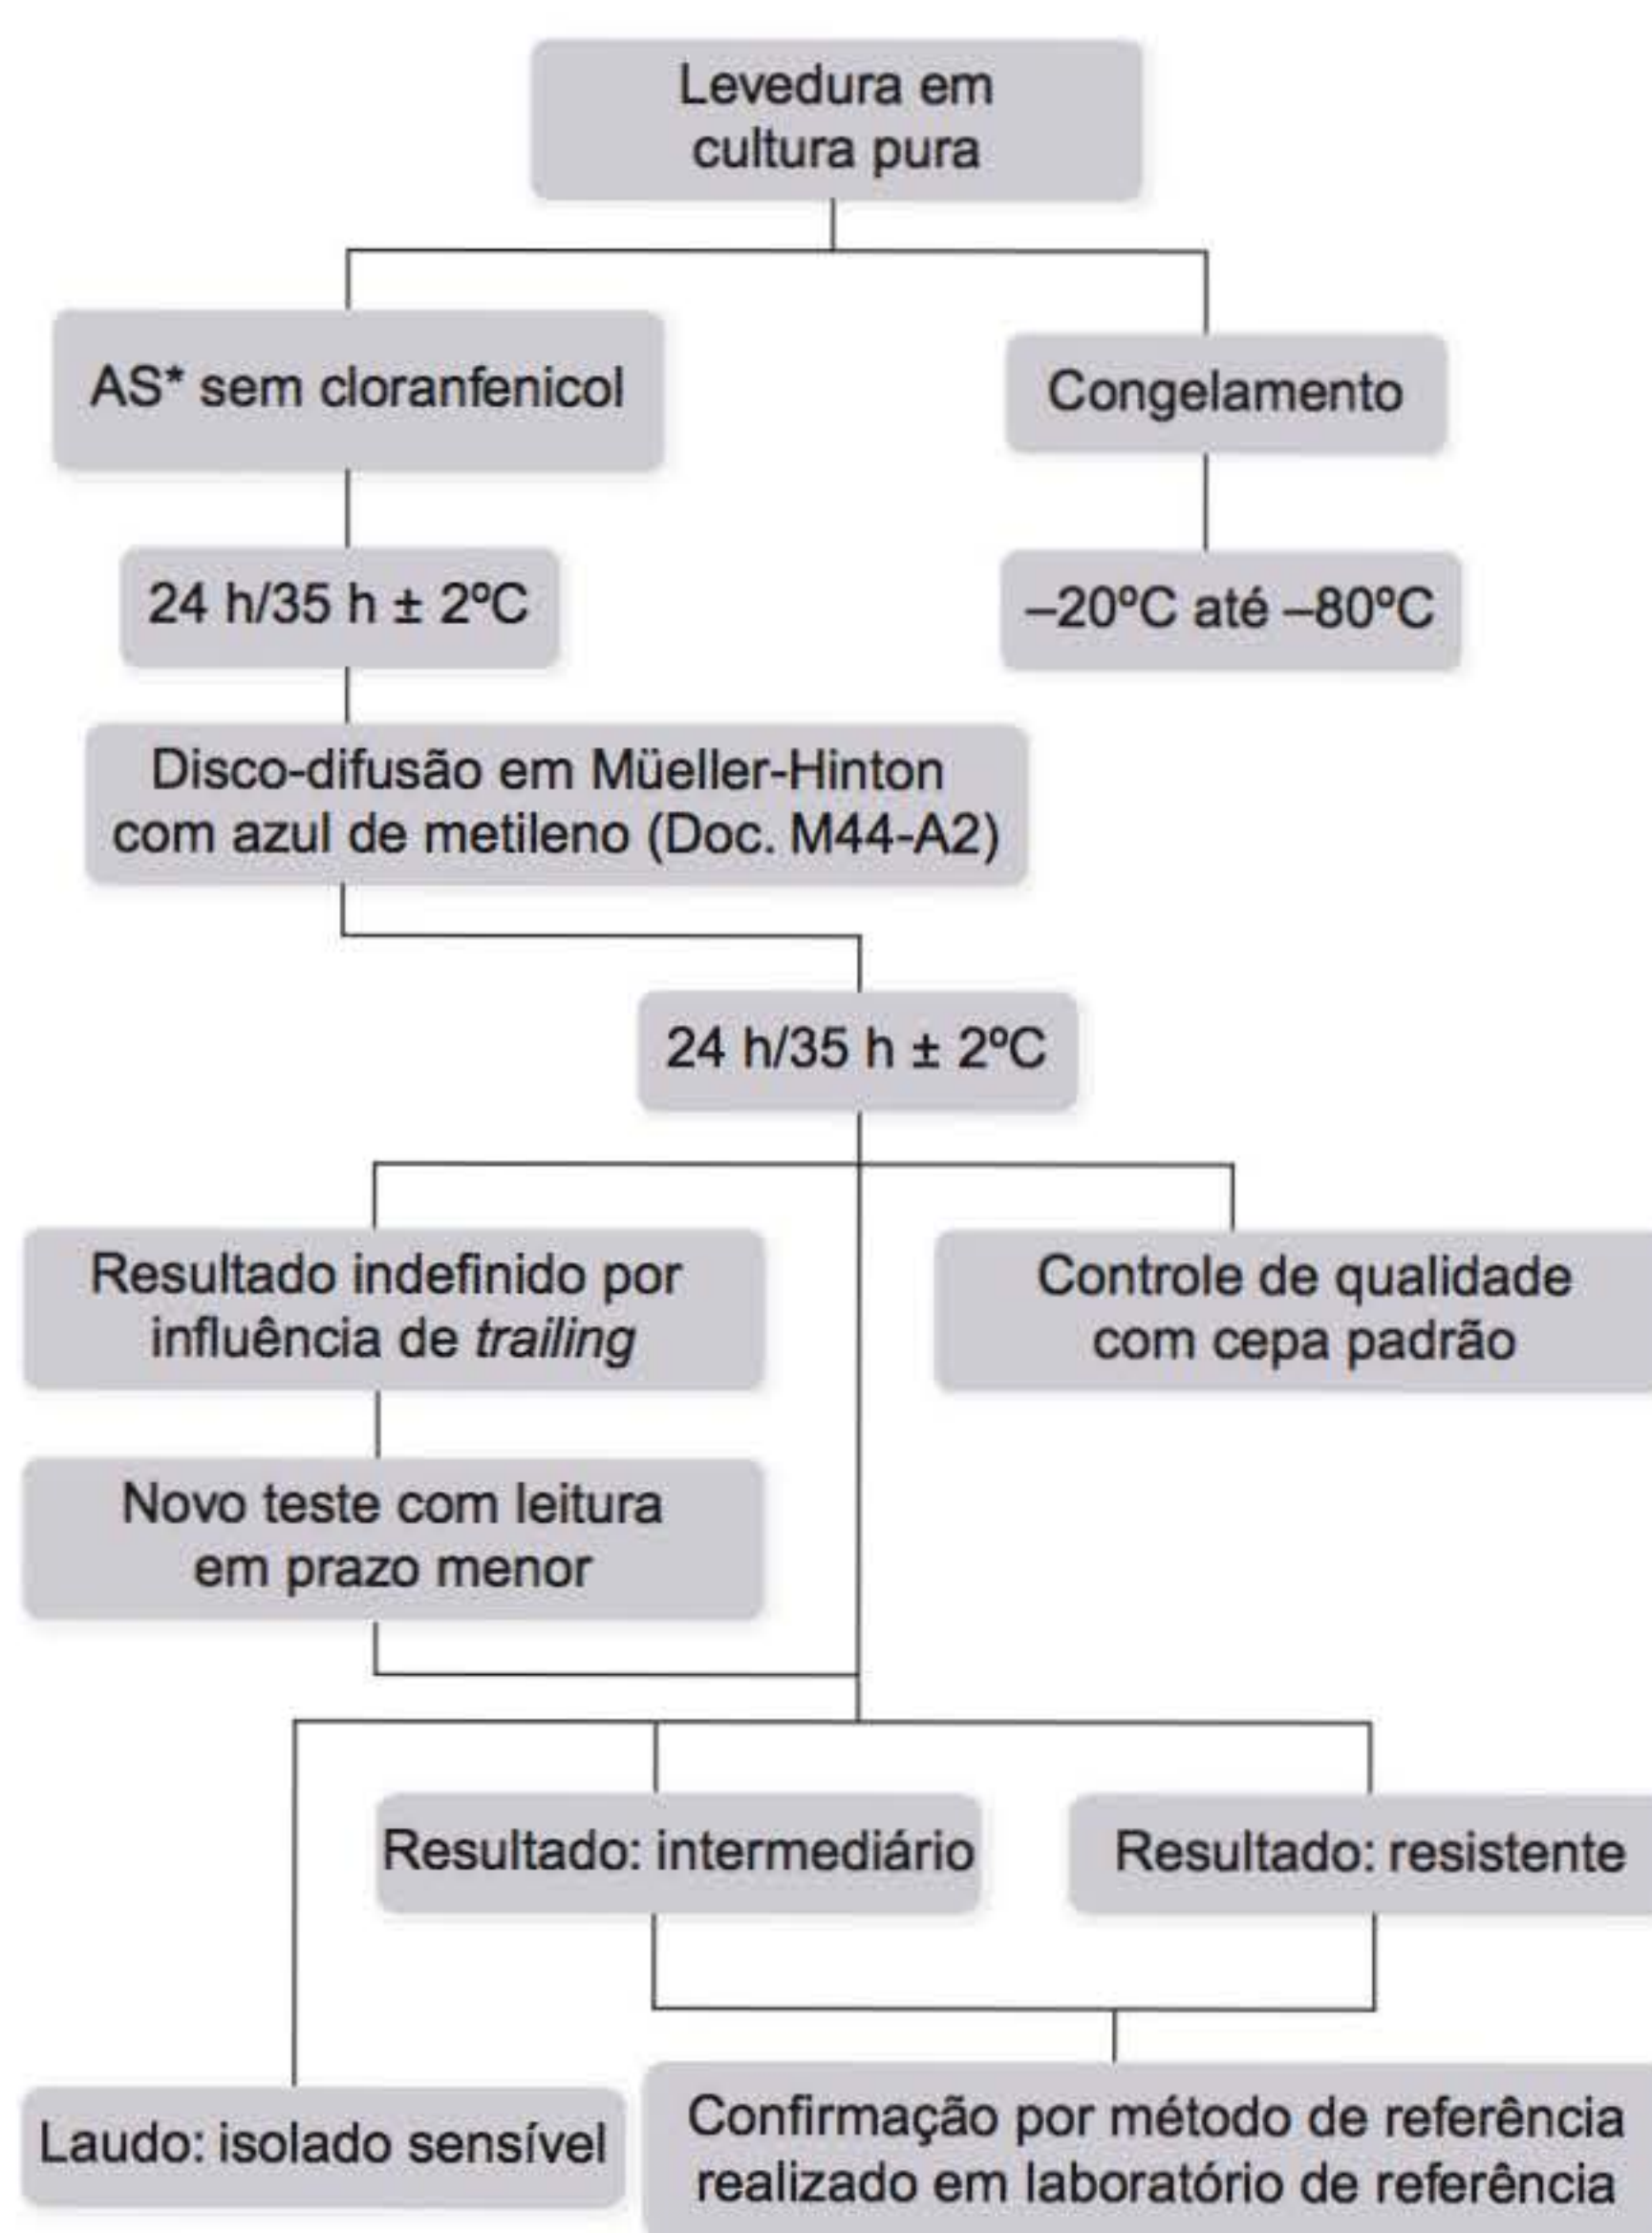 Levedura em
cultura pura
AS* sem cloranfenicol
Congelamento
24 h/35 h ± 2ºC
–20ºC até –80ºC
Disco-difusão em Müeller-Hinton
com azul de metileno (Doc. M44-A2)
24 h/35 h ± 2ºC
Resultado indefinido por
influência de trailing
Controle de qualidade
com cepa padrão
Novo teste com leitura
em prazo menor
Resultado: intermediário
Resultado: resistente
Laudo: isolado sensível
Confirmação por método de referência
realizado em laboratório de referência